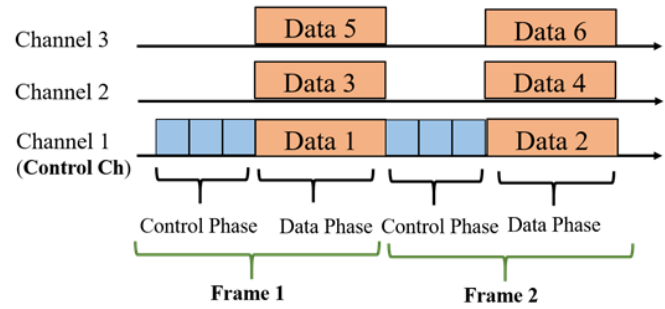 Channel 3
Data 5
Data 6
Channel 2
Data 3
Data 4
Channel 1
(Control Ch)
Data 1
Data 2
Control Phase
Data Phase
Control Phase
Data Phase
Frame 1
Frame 2